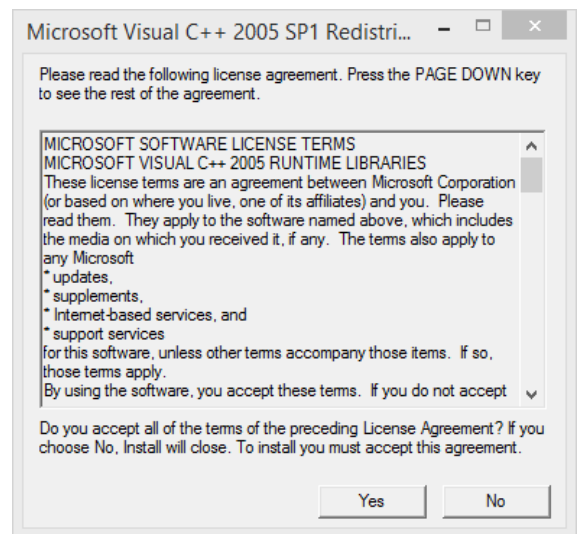 Microsoft Visual C++ 2005 SP1 Redistri...
Please read the following license agreement. Press the PAGE DOWN key
to see the rest of the agreement.
MICROSOFT SOFTWARE LICENSE TERMS
MICROSOFT VISUAL C++ 2005 RUNTIME LIBRARIES
These license terms are an agreement between Microsoft Corporation
(or based on where you live, one of its affiliates) and you.  Please
read them.  They apply to the software named above, which includes
the media on which you received it, if any.  The terms also apply to
any Microsoft
* updates,
* supplements,
* Internet-based services, and
* support services
for this software, unless other terms accompany those items.  If so,
those terms apply.
By using the software, you accept these terms.  If you do not accept
Do you accept all of the terms of the preceding License Agreement? If you
choose No, Install will close. To install you must accept this agreement.
Yes
No